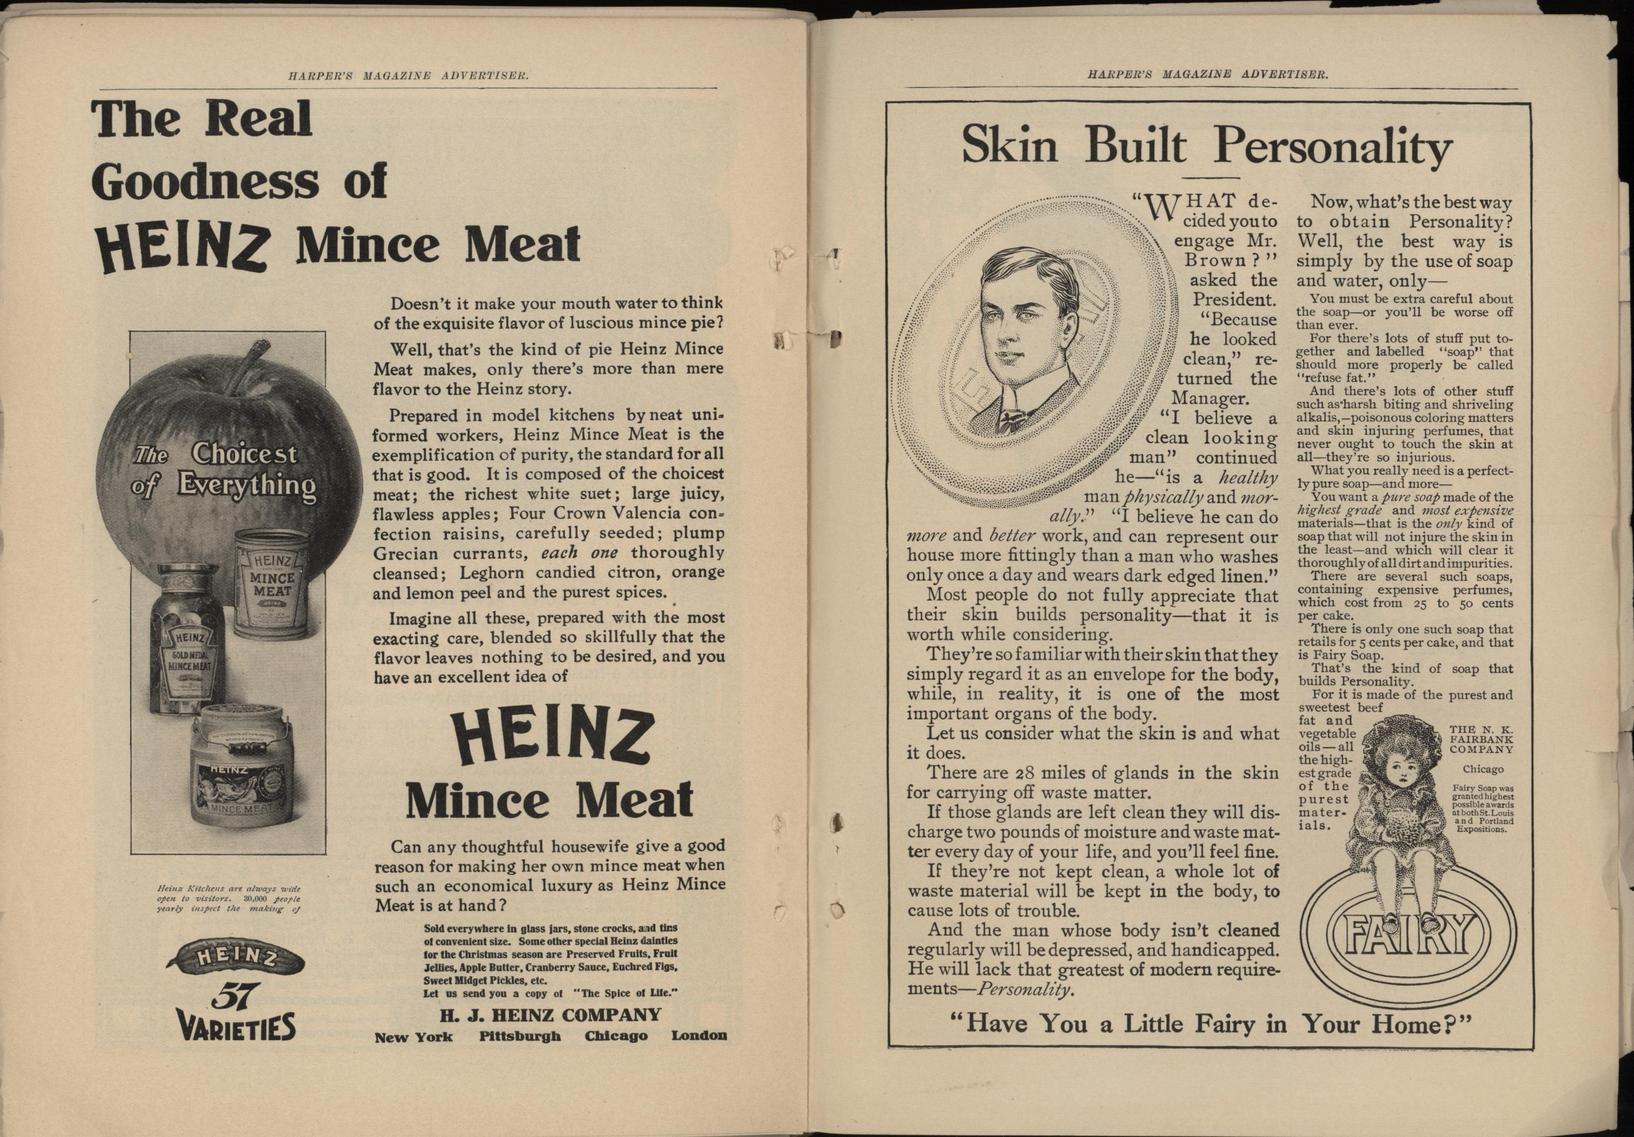 HARPER'S MAGAZINE ADVERTISER.
The Real
Goodness of
HEINZ Mince Meat
Doesn't it make your mouth water to think
of the exquisite flavor of luscious mince pie?
Well, that's the kind of pie Heinz Mince
Meat makes, only there's more than mere
flavor to the Heinz story.
Prepared in model kitchens by neat uni-
formed workers, Heinz Mince Meat is the
exemplification of purity, the standard for all
that is good. It is composed of the choicest
meat; the richest white suet; large juicy,
flawless apples; Four Crown Valencia con-
fection raisins, carefully seeded; plump
Grecian currants, each one thoroughly
cleansed; Leghorn candied citron, orange
and lemon peel and the purest spices.
Imagine all these, prepared with the most
exacting care, blended so skillfully that the
flavor leaves nothing to be desired, and you
have an excellent idea of
HEINZ
Mince Meat
Can any thoughtful housewife give a good
reason for making her own mince meat when
such an economical luxury as Heinz Mince
Meat is at hand?
Sold everywhere in glass jars, stone crocks, and tins
of convenient size. Some other special Heinz dainties
for the Christmas season are Preserved Fruits, Fruit
Jellies, Apple Butter, Cranberry Sauce, Euchred Figs,
Sweet Midget Pickles, etc.
Let us send you a copy of "The Spice of Life."
H. J. HEINZ COMPANY
New York Pittsburgh Chicago London
The Choicest
of Everything
HEINZ
MINCE
MEAT
HEINZ
GOLD MEDAL
MINCE MEAT
HEINZ
MINCE MEAT
Heinz Kitchens are always wide
open to visitors. 30,000 people
yearly inspect the making of
HEINZ
57
VARIETIES
HARPER'S MAGAZINE ADVERTISER.
Skin Built Personality
"WHAT de-
cided you to
engage Mr.
Brown?"
asked the
President.
"Because
he looked
clean," re-
turned the
Manager.
"I believe a
clean looking
man" continued
he—"is a healthy
man physically and mor-
ally." "I believe he can do
more and better work, and can represent our
house more fittingly than a man who washes
only once a day and wears dark edged linen."
Most people do not fully appreciate that
their skin builds personality—that it is
worth while considering.
They're so familiar with their skin that they
simply regard it as an envelope for the body,
while, in reality, it is one of the most
important organs of the body.
Let us consider what the skin is and what
it does.
There are 28 miles of glands in the skin
for carrying off waste matter.
If those glands are left clean they will dis-
charge two pounds of moisture and waste mat-
ter every day of your life, and you'll feel fine.
If they're not kept clean, a whole lot of
waste material will be kept in the body, to
cause lots of trouble.
And the man whose body isn't cleaned
regularly will be depressed, and handicapped.
He will lack that greatest of modern require-
ments—Personality.
Now, what's the best way
to obtain Personality?
Well, the best way is
simply by the use of soap
and water, only—
You must be extra careful about
the soap—or you'll be worse off
than ever.
For there's lots of stuff put to-
gether and labelled "soap" that
should more properly be called
"refuse fat."
And there's lots of other stuff
such as harsh biting and shriveling
alkalis,—poisonous coloring matters
and skin injuring perfumes, that
never ought to touch the skin at
all—they're so injurious.
What you really need is a perfect-
ly pure soap—and more—
You want a pure soap made of the
highest grade and most expensive
materials—that is the only kind of
soap that will not injure the skin in
the least—and which will clear it
thoroughly of all dirt and impurities.
There are several such soaps,
containing expensive perfumes,
which cost from 25 to 50 cents
per cake.
There is only one such soap that
retails for 5 cents per cake, and that
is Fairy Soap.
That's the kind of soap that
builds Personality.
For it is made of the purest and
sweetest beef
fat and
vegetable
oils—all
the high-
est grade
of the
purest
mater-
ials.
THE N. K.
FAIRBANK
COMPANY
Chicago
Fairy Soap was
granted highest
possible awards
at both St. Louis
and Portland
Expositions.
FAIRY
"Have You a Little Fairy in Your Home?"